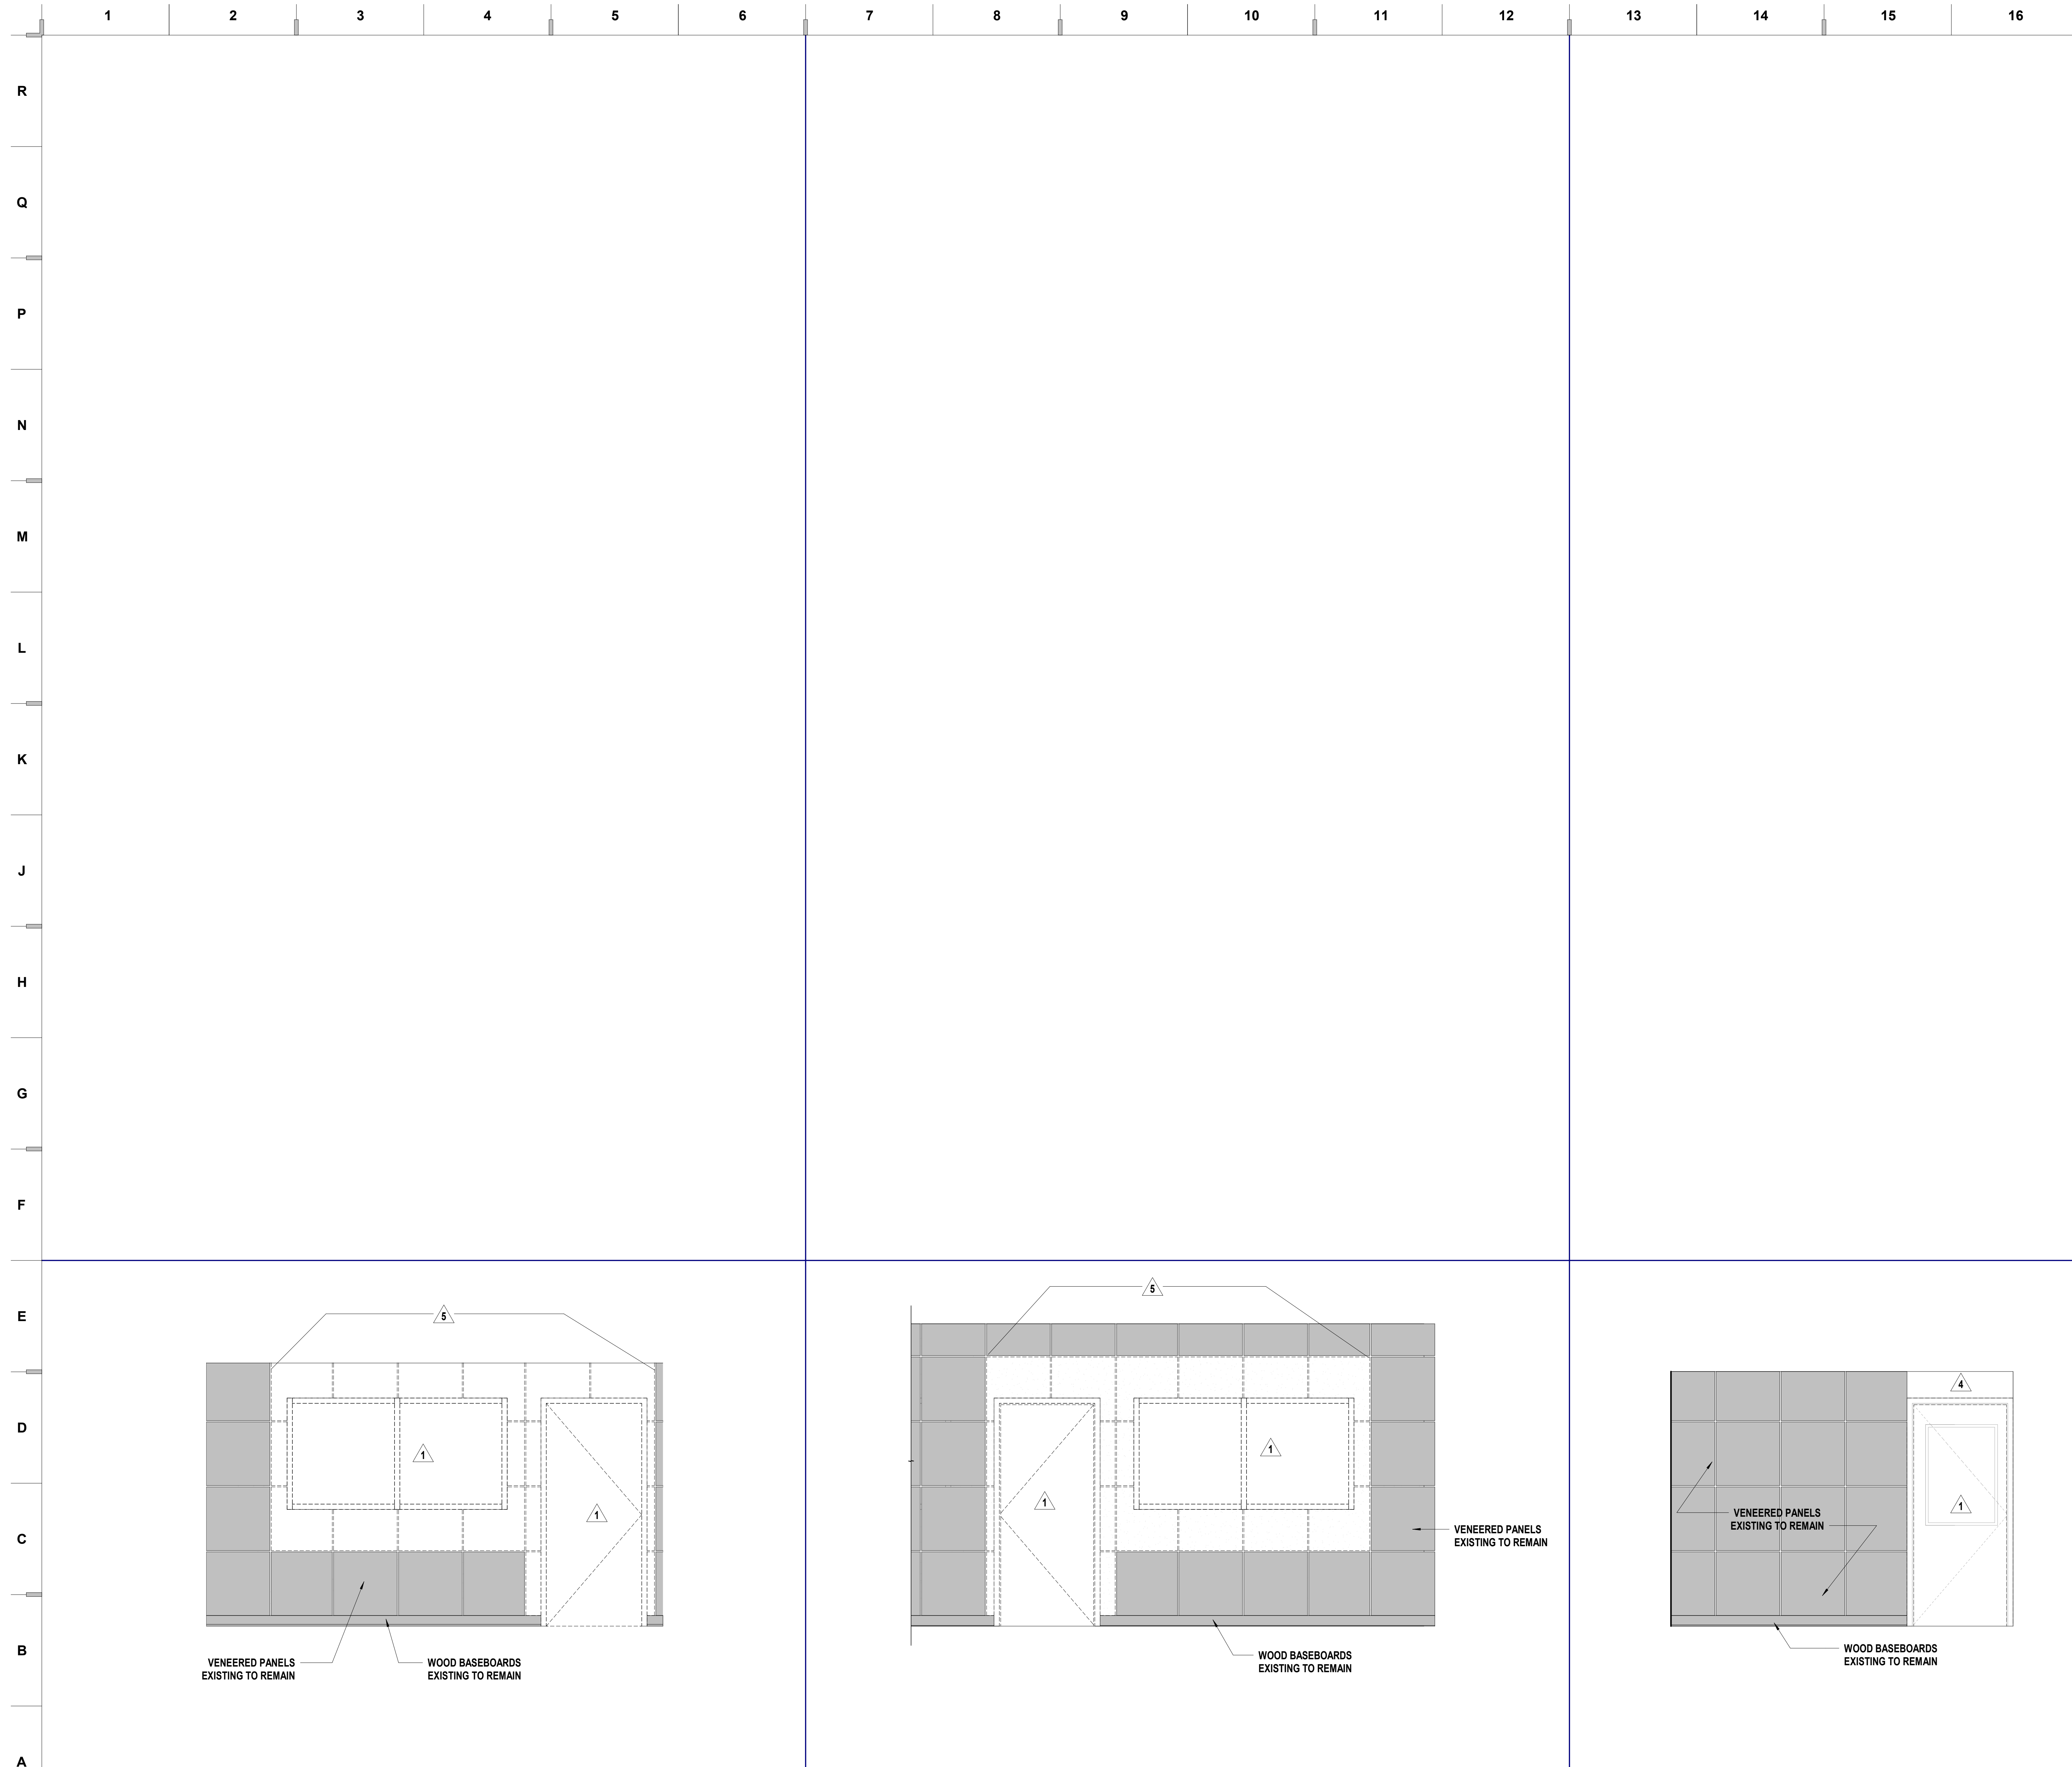 1 2 3 4 5 6 7 8 9 10 11 12 13 14 15 16
R
Q
P
N
M
L
K
J
H
G
F
E
D
C
B
A
5
1
1
VENEERED PANELS
EXISTING TO REMAIN
WOOD BASEBOARDS
EXISTING TO REMAIN
5
1
1
VENEERED PANELS
EXISTING TO REMAIN
WOOD BASEBOARDS
EXISTING TO REMAIN
4
1
VENEERED PANELS
EXISTING TO REMAIN
WOOD BASEBOARDS
EXISTING TO REMAIN